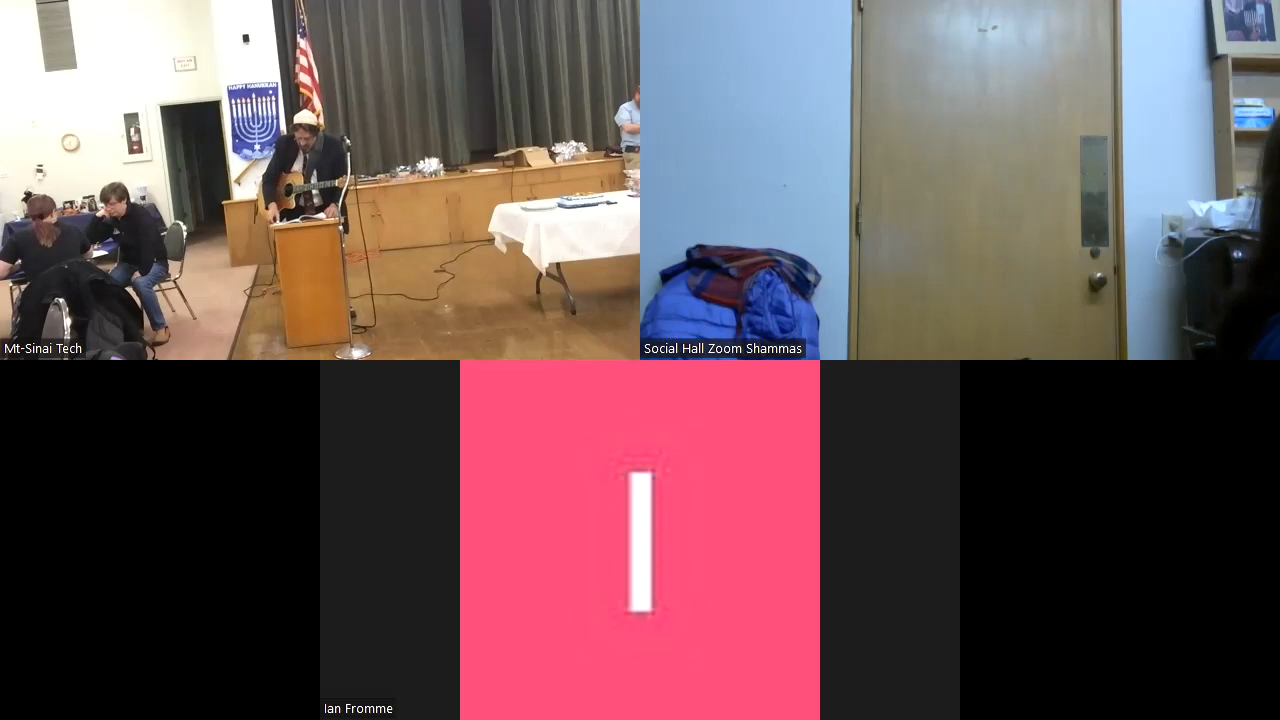 HAPPY HANUKKAH
Mt-Sinai Tech
Social Hall Zoom Shammas
I
Ian Fromme